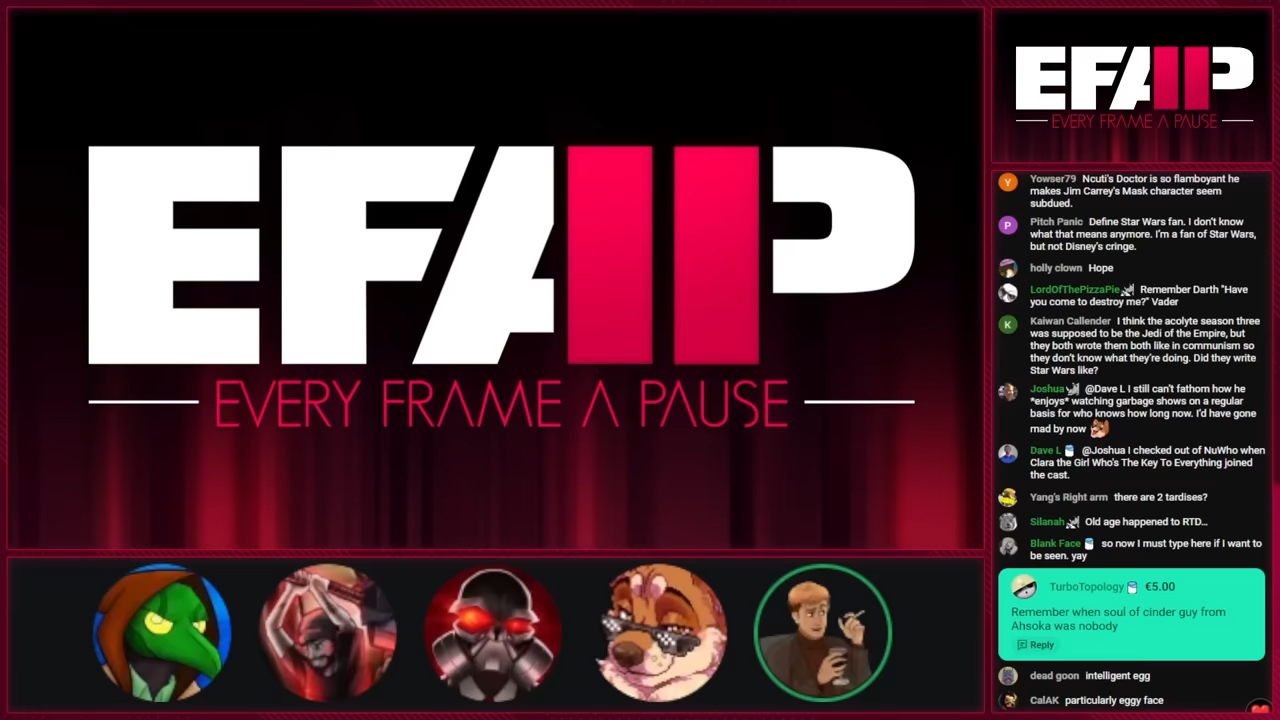 EFAP
EVERY FRAME A PAUSE
EFAP
EVERY FRAME A PAUSE
Y Yowser79 Ncuti's Doctor is so flamboyant he
makes Jim Carrey's Mask character seem
subdued.
P Pitch Panic Define Star Wars fan. I don't know
what that means anymore. I'm a fan of Star Wars,
but not Disney's cringe.
holly clown Hope
LordOfThePizzaPie Remember Darth "Have
you come to destroy me?" Vader
K Kaiwan Callender I think the acolyte season three
was supposed to be the Jedi of the Empire, but
they both wrote them both like in communism so
they don't know what they're doing. Did they write
Star Wars like?
Joshua @Dave L I still can't fathom how he
*enjoys* watching garbage shows on a regular
basis for who knows how long now. I'd have gone
mad by now
Dave L @Joshua I checked out of NuWho when
Clara the Girl Who's The Key To Everything joined
the cast.
Yang's Right arm there are 2 tardises?
Silanah Old age happened to RTD...
Blank Face so now I must type here if I want to
be seen. yay
TurboTopology €5.00
Remember when soul of cinder guy from
Ahsoka was nobody
Reply
dead goon intelligent egg
CalAK particularly eggy face